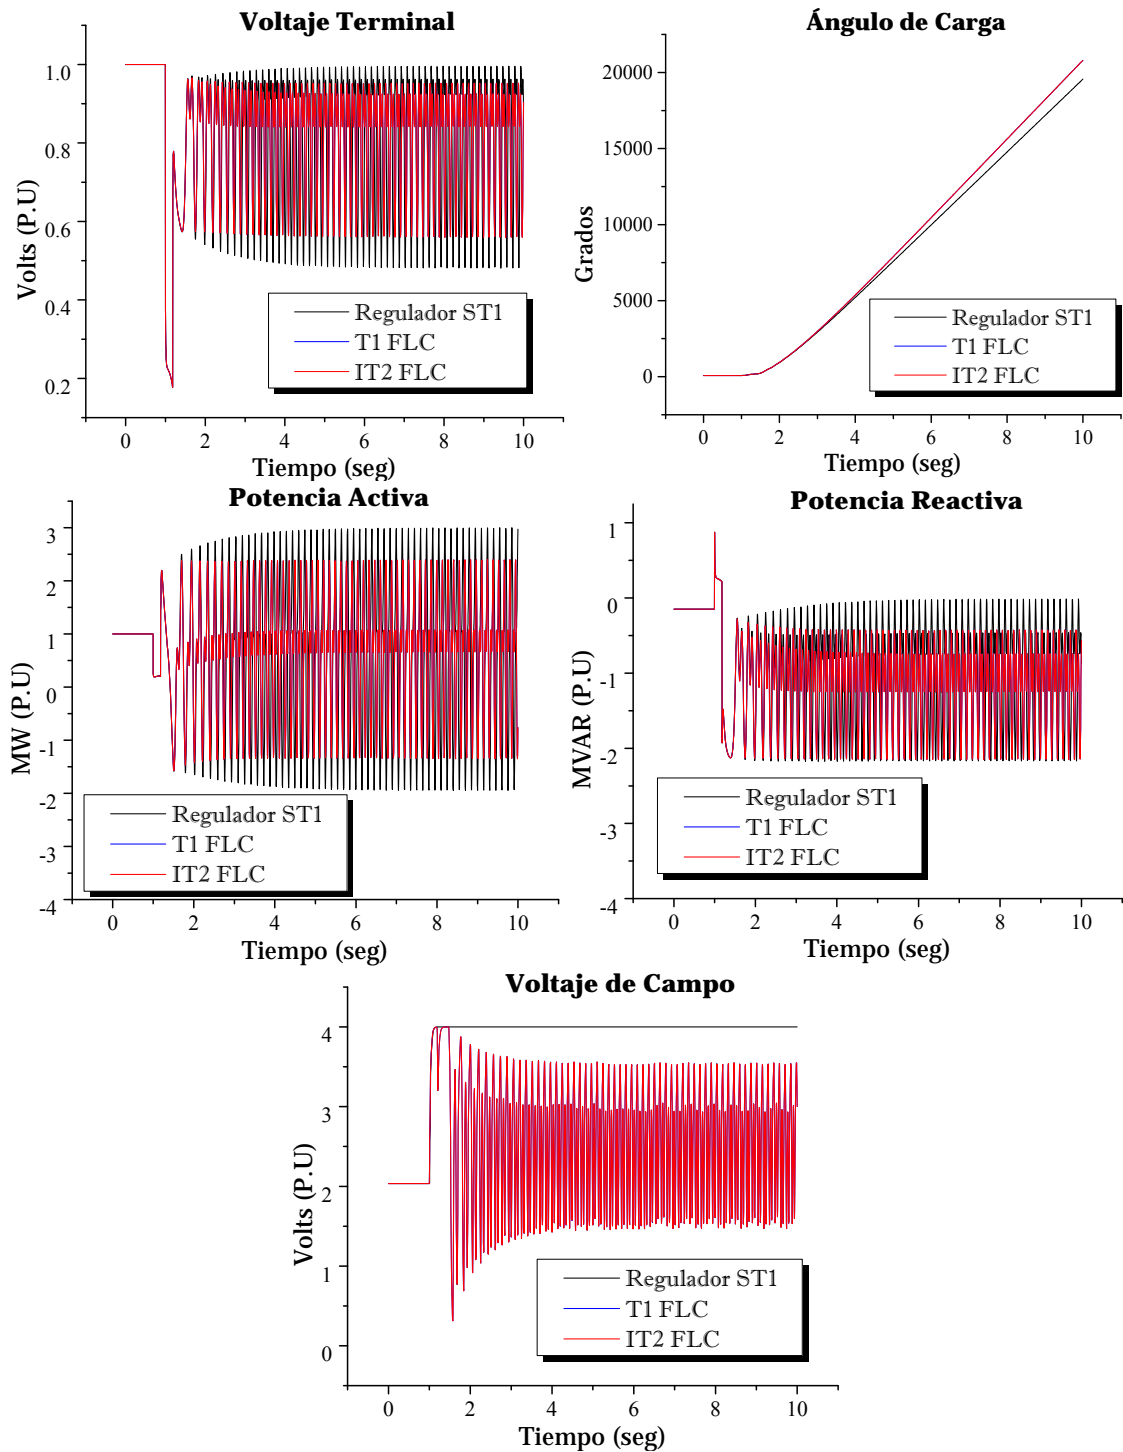 Voltaje Terminal
1.0
0.8
0.6
0.4
0.2
Volts (P.U)
Regulador ST1
T1 FLC
IT2 FLC
0 2 4 6 8 10
Tiempo (seg)
Ángulo de Carga
20000
15000
10000
5000
0
Grados
Regulador ST1
T1 FLC
IT2 FLC
0 2 4 6 8 10
Tiempo (seg)
Potencia Activa
3
2
1
0
-1
-2
-3
-4
MW (P.U)
Regulador ST1
T1 FLC
IT2 FLC
0 2 4 6 8 10
Tiempo (seg)
Potencia Reactiva
1
0
-1
-2
-3
-4
MVAR (P.U)
Regulador ST1
T1 FLC
IT2 FLC
0 2 4 6 8 10
Tiempo (seg)
Voltaje de Campo
4
3
2
1
0
Volts (P.U)
Regulador ST1
T1 FLC
IT2 FLC
0 2 4 6 8 10
Tiempo (seg)